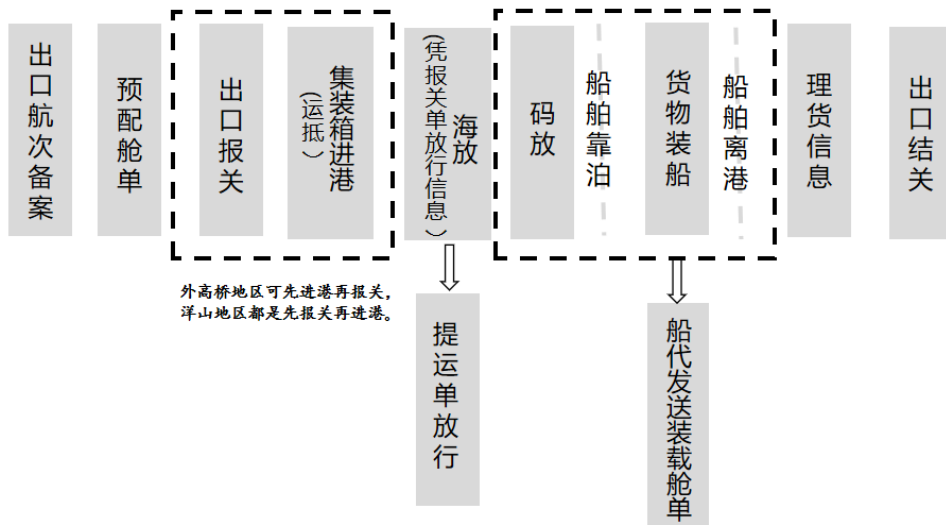 出口航次备案
预配舱单
出口报关
集装箱进港
(运抵)
海放
(凭报关单放行信息)
码放
船舶靠泊
货物装船
船舶离港
理货信息
出口结关
外高桥地区可先进港再报关,
洋山地区都是先报关再进港。
提运单放行
船代发送装载舱单